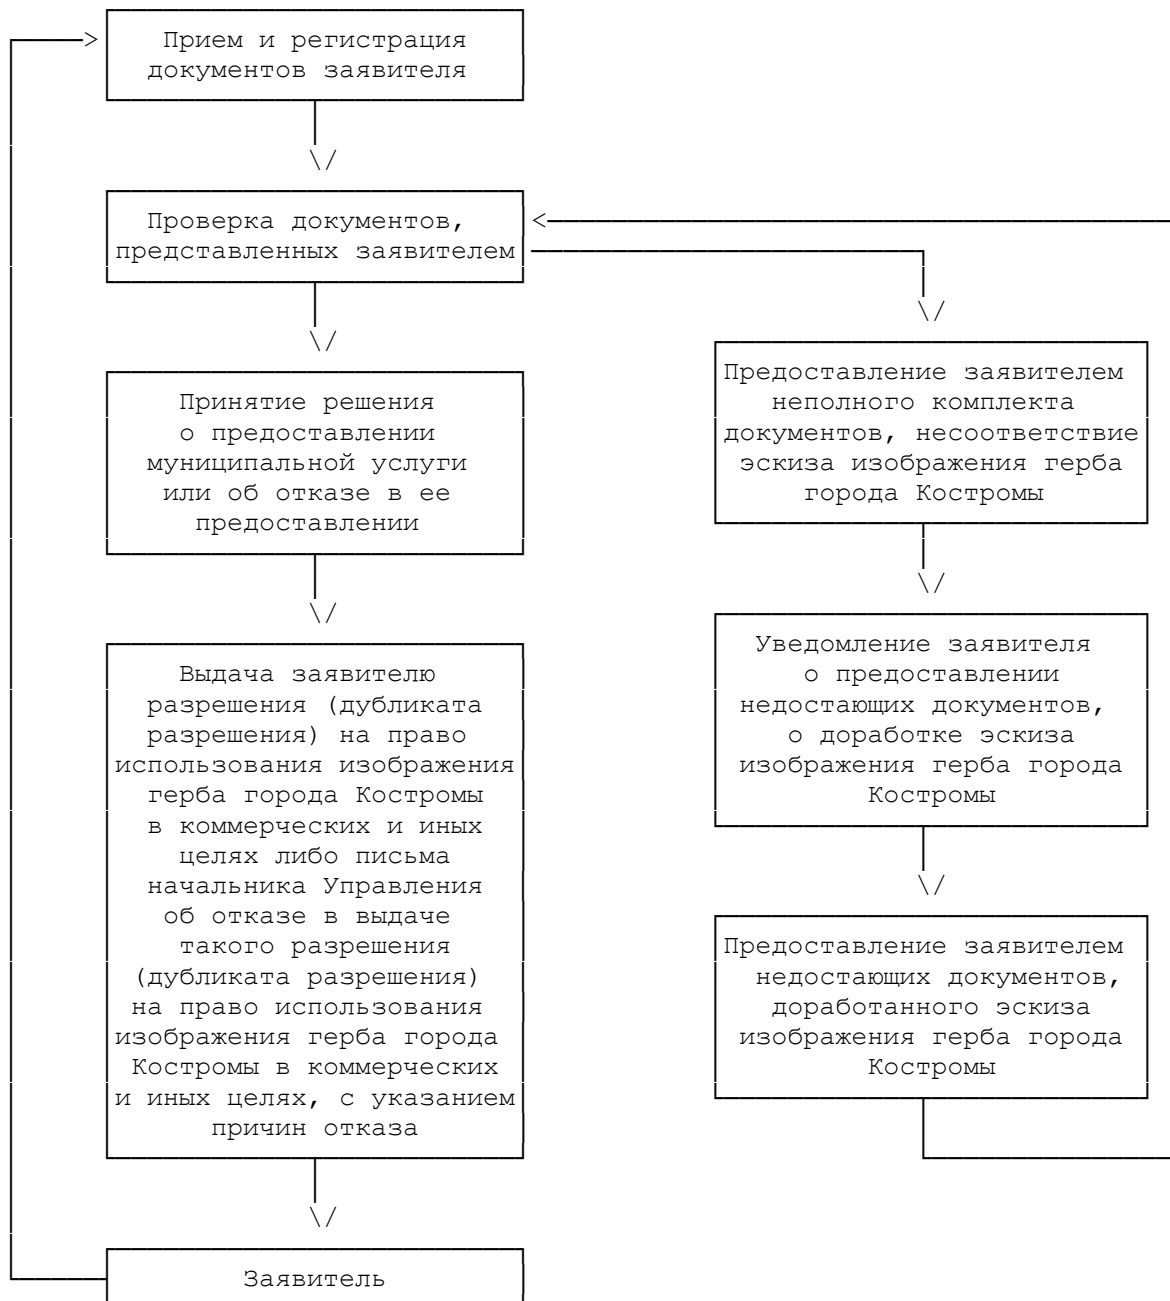 Прием и регистрация
документов заявителя
Проверка документов,
представленных заявителем
Принятие решения
о предоставлении
муниципальной услуги
или об отказе в ее
предоставлении
Выдача заявителю
разрешения (дубликата
разрешения) на право
использования изображения
герба города Костромы
в коммерческих и иных
целях либо письма
начальника Управления
об отказе в выдаче
такого разрешения
(дубликата разрешения)
на право использования
изображения герба города
Костромы в коммерческих
и иных целях, с указанием
причин отказа
Заявитель
Предоставление заявителем
неполного комплекта
документов, несоответствие
эскиза изображения герба
города Костромы
Уведомление заявителя
о предоставлении
недостающих документов,
о доработке эскиза
изображения герба города
Костромы
Предоставление заявителем
недостающих документов,
доработанного эскиза
изображения герба города
Костромы